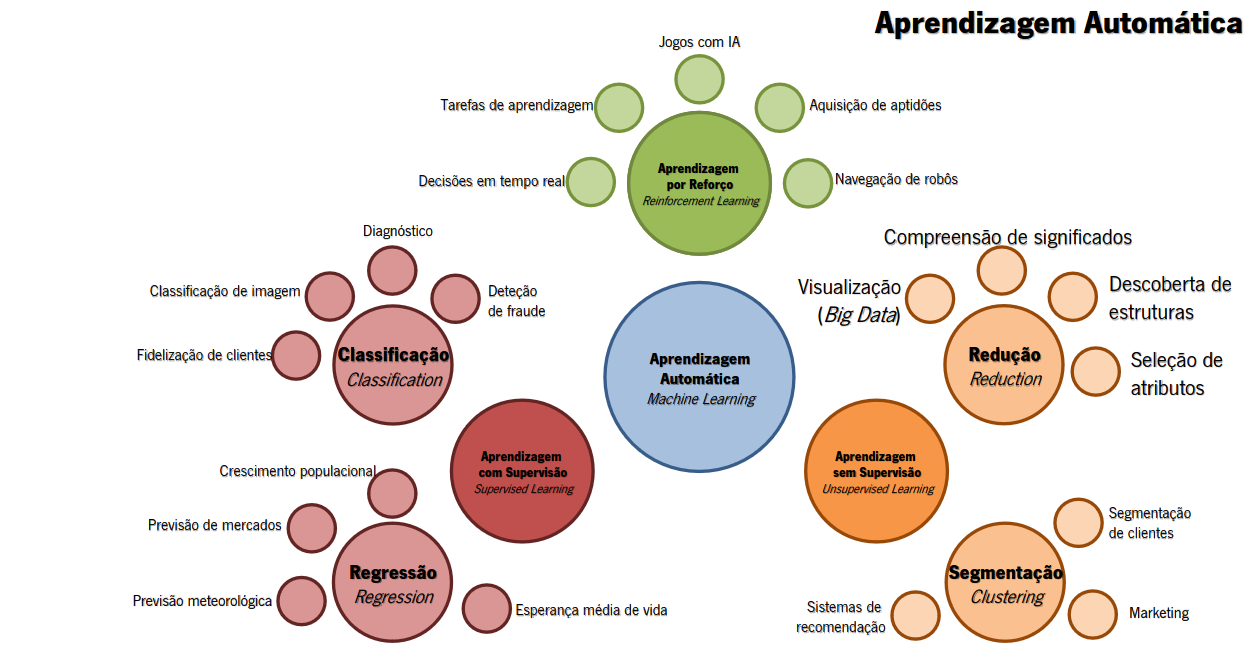 Aprendizagem Automática
Jogos com IA
Tarefas de aprendizagem
Aquisição de aptidões
Decisões em tempo real
Aprendizagem
por Reforço
Reinforcement Learning
Navegação de robôs
Diagnóstico
Classificação de imagem
Deteção
de fraude
Fidelização de clientes
Classificação
Classification
Compreensão de significados
Visualização
(Big Data)
Descoberta de
estruturas
Redução
Reduction
Seleção de
atributos
Aprendizagem
Automática
Machine Learning
Aprendizagem
com Supervisão
Supervised Learning
Aprendizagem
sem Supervisão
Unsupervised Learning
Crescimento populacional
Previsão de mercados
Previsão meteorológica
Regressão
Regression
Esperança média de vida
Segmentação
de clientes
Segmentação
Clustering
Sistemas de
recomendação
Marketing